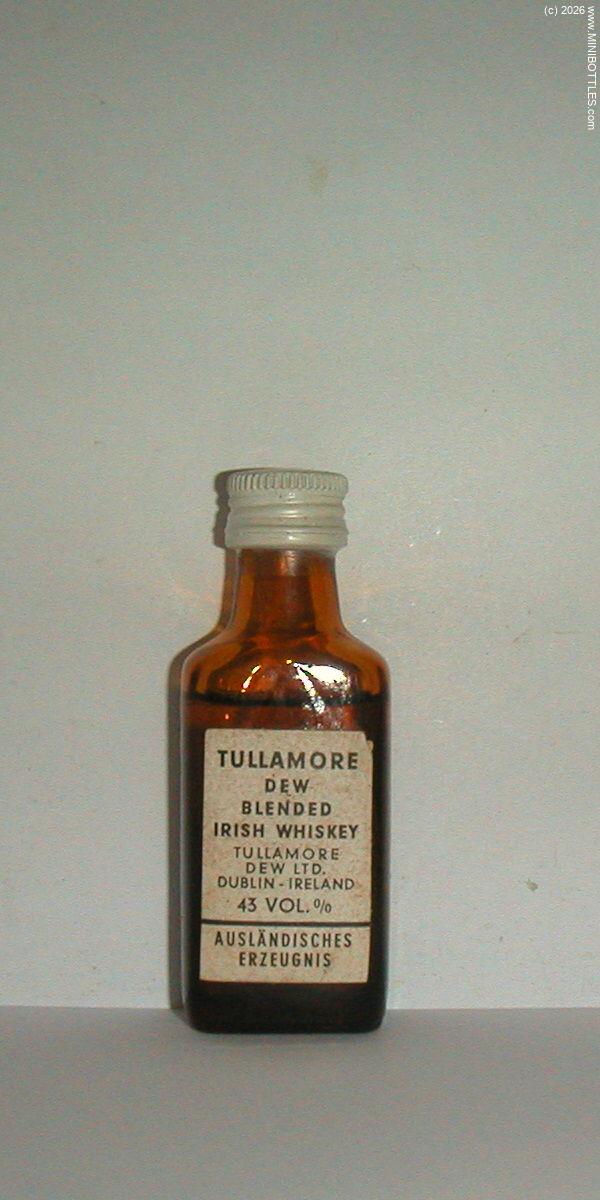 (c) 2026 www.MINIBOTTLES.com
TULLAMORE
DEW
BLENDED
IRISH WHISKEY
TULLAMORE
DEW LTD.
DUBLIN - IRELAND
43 VOL.%
AUSLÄNDISCHES
ERZEUGNIS